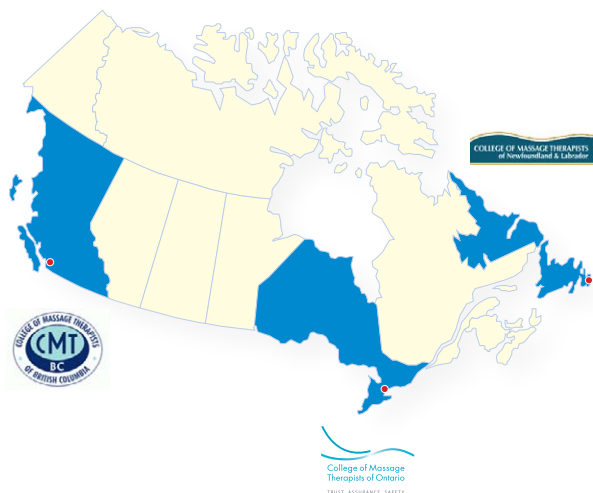 COLLEGE OF MASSAGE THERAPISTS
of Newfoundland & Labrador
COLLEGE OF MASSAGE THERAPISTS
CMT
BC
OF BRITISH COLUMBIA
College of Massage
Therapists of Ontario
TRUST. ASSURANCE. SAFETY.